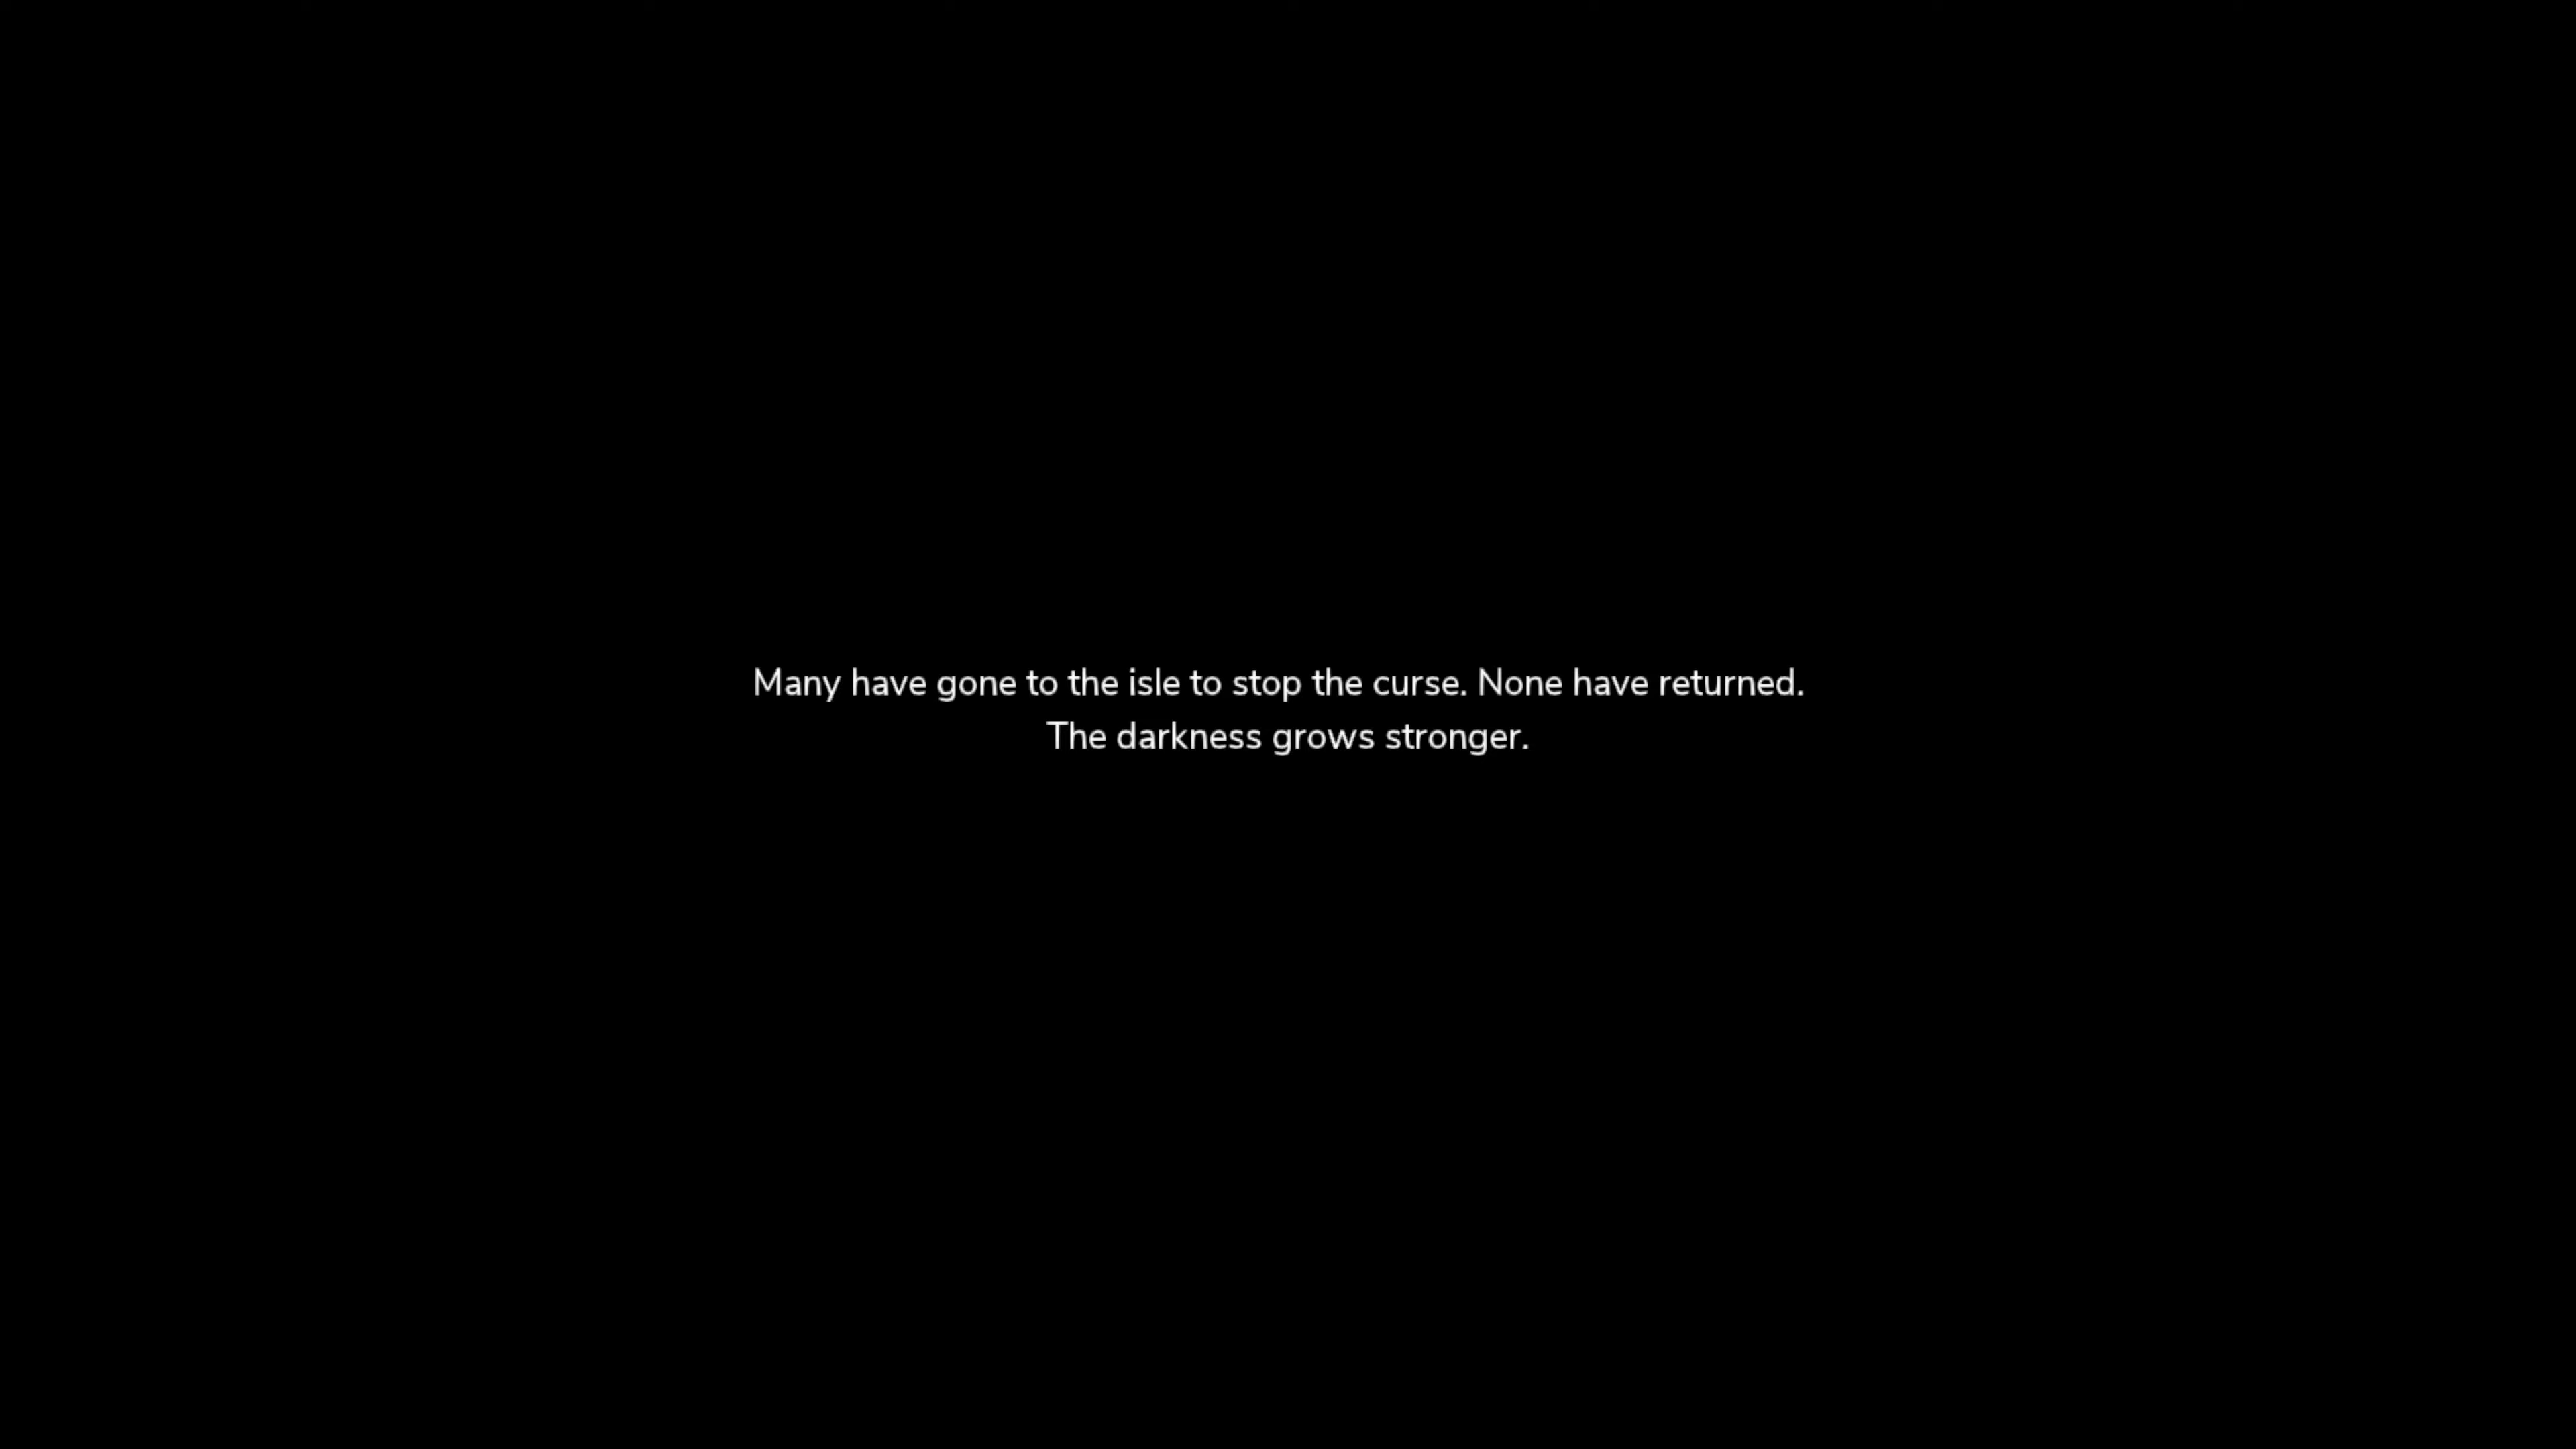 Many have gone to the isle to stop the curse. None have returned.
The darkness grows stronger.